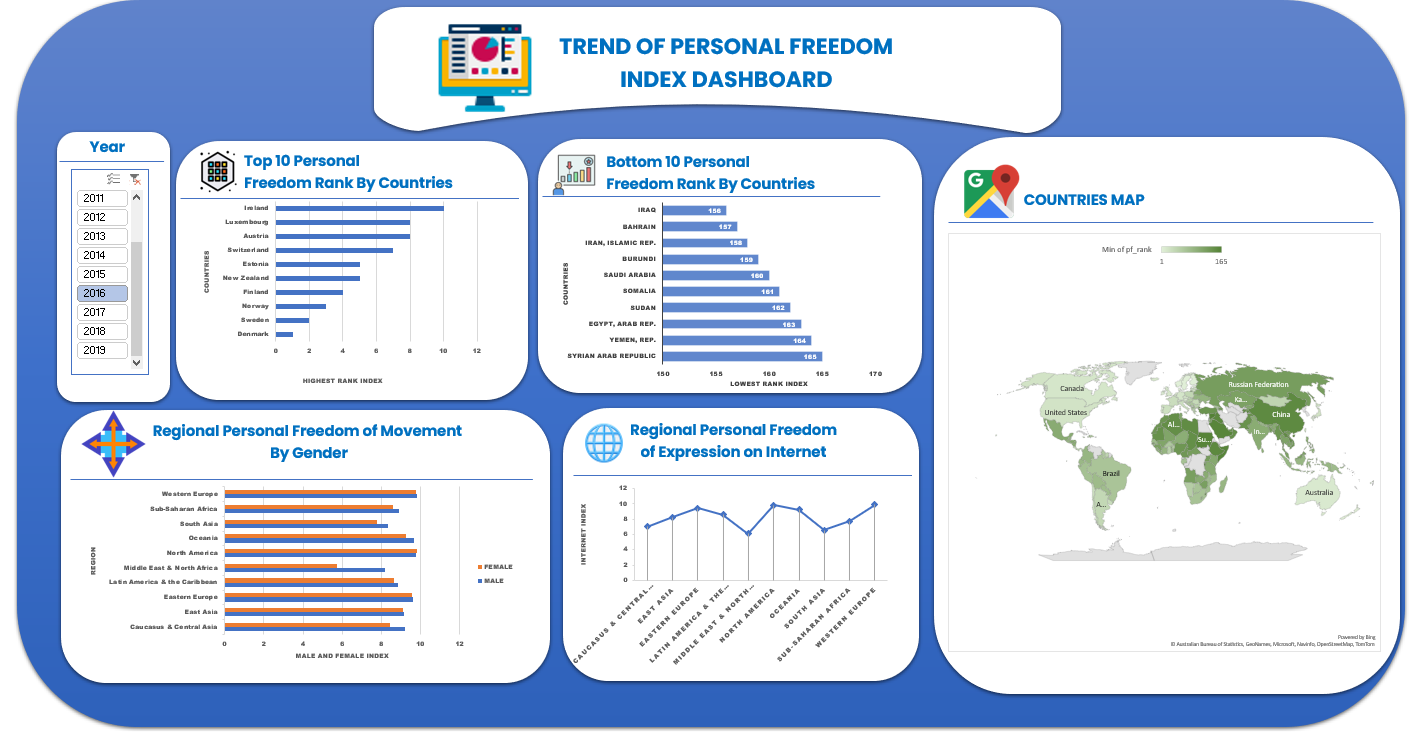 TREND OF PERSONAL FREEDOM
INDEX DASHBOARD
Year
2011
2012
2013
2014
2015
2016
2017
2018
2019
Top 10 Personal
Freedom Rank By Countries
COUNTRIES
Ireland
Luxembourg
Austria
Switzerland
Estonia
New Zealand
Finland
Norway
Sweden
Denmark
0 2 4 6 8 10 12
HIGHEST RANK INDEX
Bottom 10 Personal
Freedom Rank By Countries
COUNTRIES
IRAQ 156
BAHRAIN 157
IRAN, ISLAMIC REP. 158
BURUNDI 159
SAUDI ARABIA 160
SOMALIA 161
SUDAN 162
EGYPT, ARAB REP. 163
YEMEN, REP. 164
SYRIAN ARAB REPUBLIC 165
150 155 160 165 170
LOWEST RANK INDEX
G
COUNTRIES MAP
Min of pf_rank
1 165
Canada
United States
Brazil
A...
Russian Federation
Ka...
China
Al...
Su...
In...
Australia
Powered by Bing
© Australian Bureau of Statistics, GeoNames, Microsoft, Navinfo, OpenStreetMap, TomTom
Regional Personal Freedom of Movement
By Gender
REGION
Western Europe
Sub-Saharan Africa
South Asia
Oceania
North America
Middle East & North Africa
Latin America & the Caribbean
Eastern Europe
East Asia
Caucasus & Central Asia
0 2 4 6 8 10 12
MALE AND FEMALE INDEX
FEMALE
MALE
Regional Personal Freedom
of Expression on Internet
INTERNET INDEX
12
10
8
6
4
2
0
CAUCASUS & CENTRAL...
EAST ASIA
EASTERN EUROPE
LATIN AMERICA & THE...
MIDDLE EAST & NORTH...
NORTH AMERICA
OCEANIA
SOUTH ASIA
SUB-SAHARAN AFRICA
WESTERN EUROPE